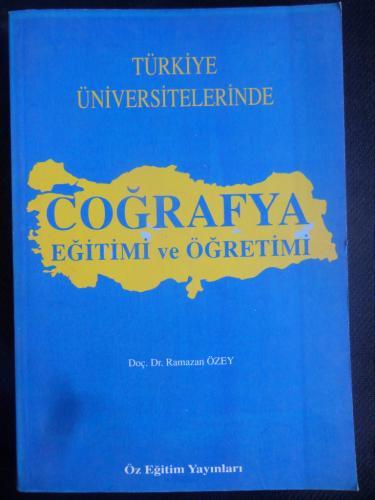 TÜRKİYE
ÜNİVERSİTELERİNDE
COĞRAFYA
EĞİTİMİ ve ÖĞRETİMİ
Doç. Dr. Ramazan ÖZEY
Öz Eğitim Yayınları